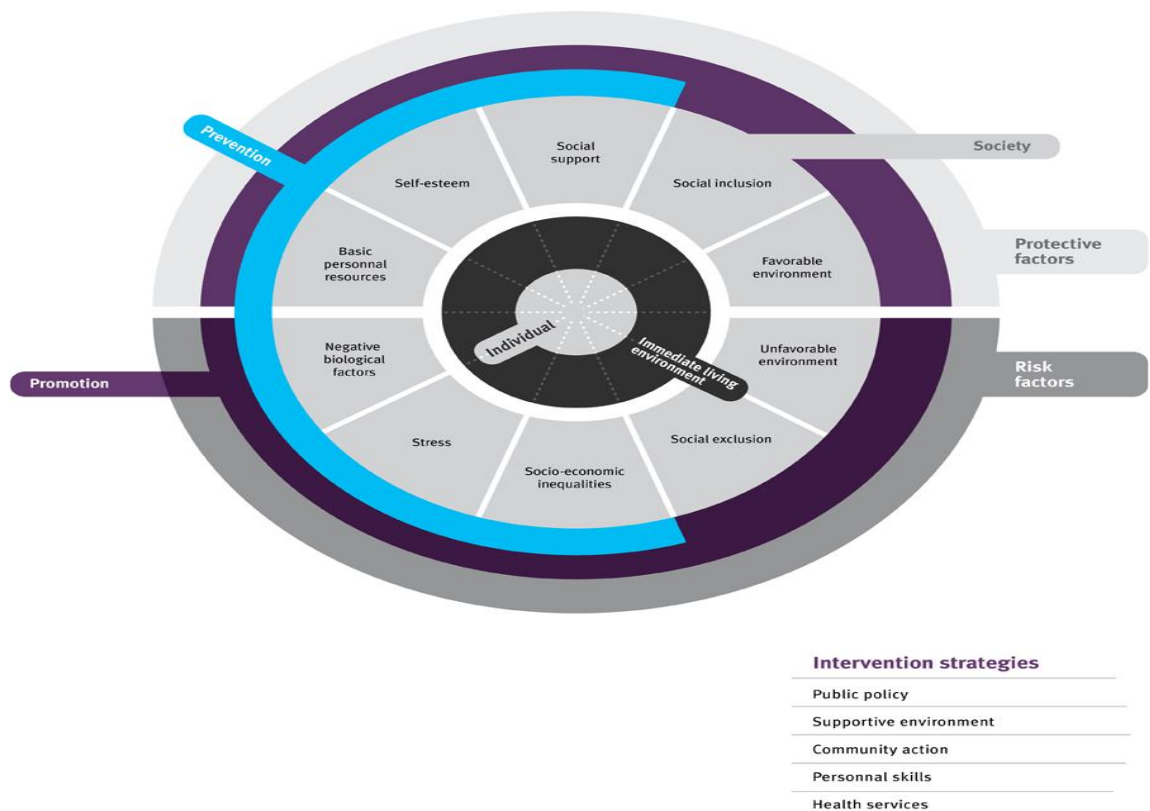 Prevention
Society
Social
support
Self-esteem
Social inclusion
Protective
factors
Basic
personnal
resources
Favorable
environment
Individual
Immediate living
environment
Negative
biological
factors
Unfavorable
environment
Risk
factors
Promotion
Stress
Social exclusion
Socio-economic
inequalities
Intervention strategies
Public policy
Supportive environment
Community action
Personnal skills
Health services